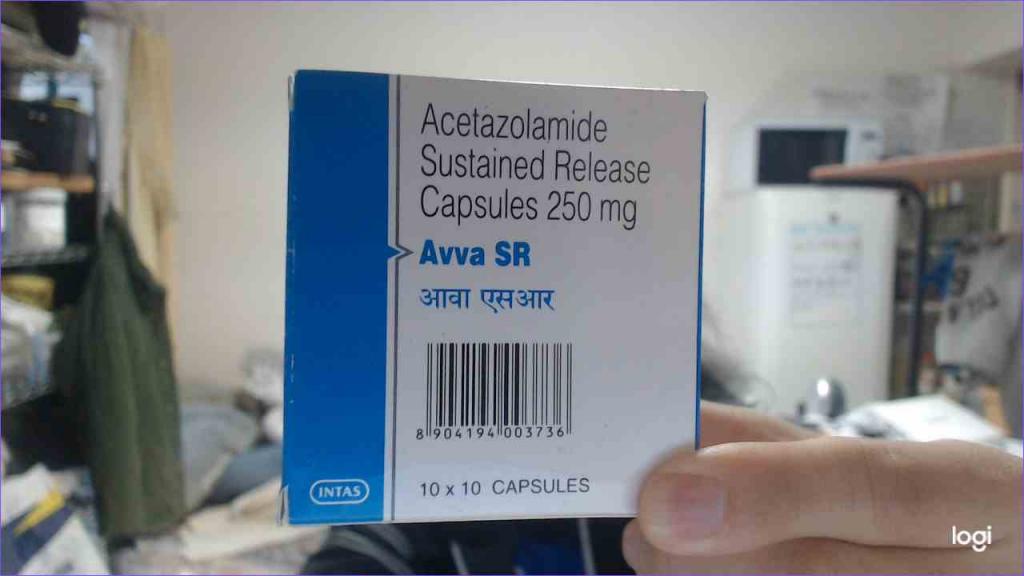 Acetazolamide
Sustained Release
Capsules 250 mg
Avva SR
आवा एसआर
8 904194 003736
INTAS
10 x 10 CAPSULES
logi